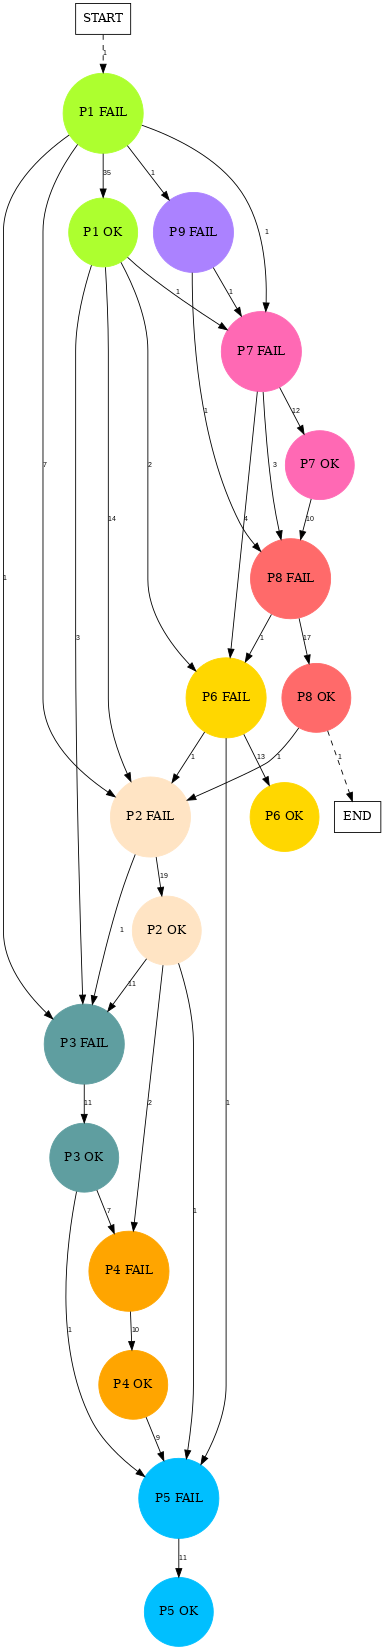 START
1
P1 FAIL
35
1
1
P1 OK
P9 FAIL
1
1
P7 FAIL
1
12
7
2
3
P7 OK
14
4
10
1
P8 FAIL
3
1
17
P6 FAIL
P8 OK
1
13
1
1
P2 FAIL
P6 OK
END
19
1
P2 OK
11
P3 FAIL
11
2
1
1
P3 OK
7
P4 FAIL
1
10
P4 OK
9
P5 FAIL
11
P5 OK